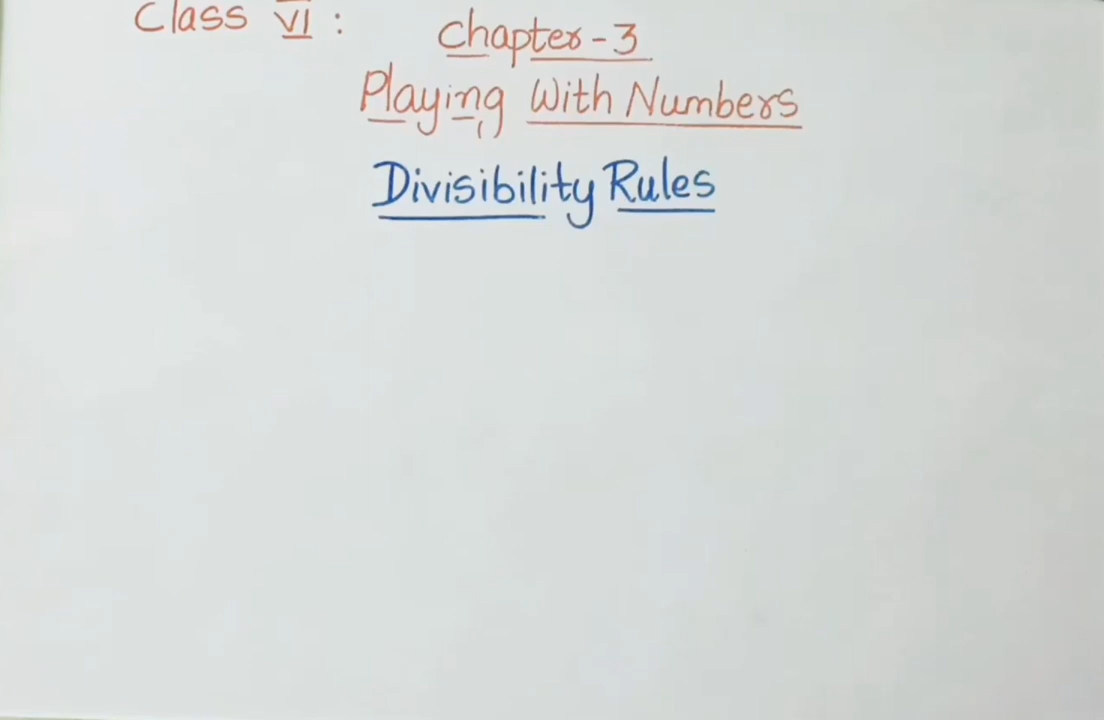 Class VI :
Chapter - 3
Playing With Numbers
Divisibility Rules